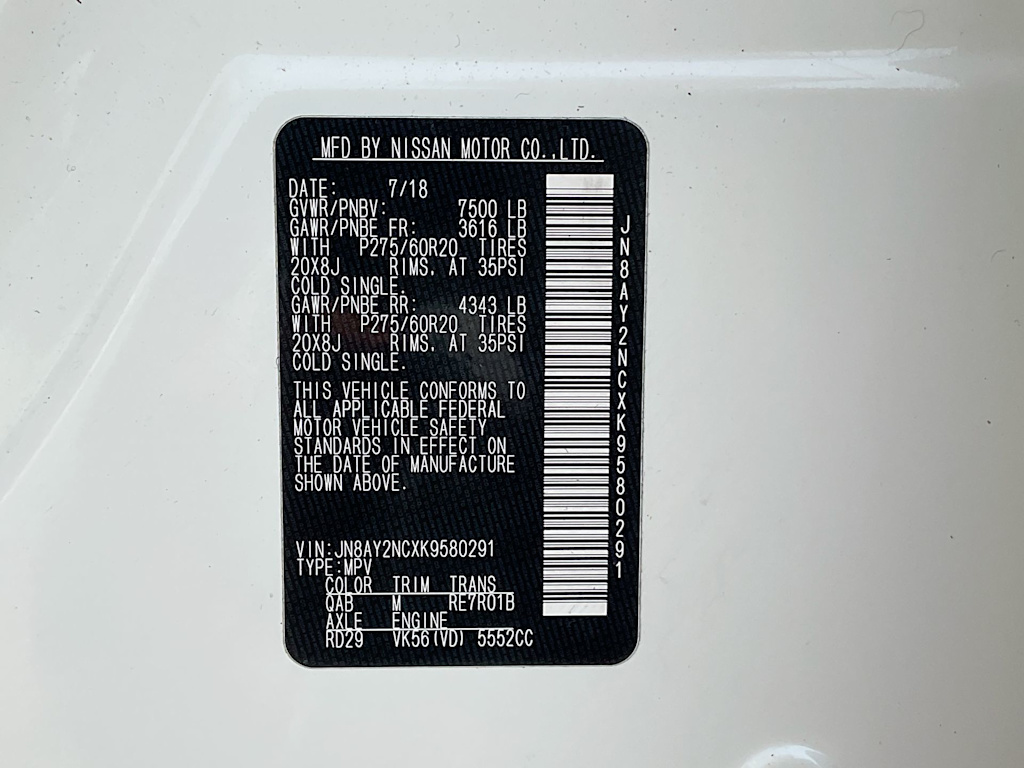 MFD BY NISSAN MOTOR CO.,LTD.
DATE: 7/18
GVWR/PNBV: 7500 LB
GAWR/PNBE FR: 3616 LB
WITH P275/60R20 TIRES
20X8J RIMS. AT 35PSI
COLD SINGLE.
GAWR/PNBE RR: 4343 LB
WITH P275/60R20 TIRES
20X8J RIMS. AT 35PSI
COLD SINGLE.
THIS VEHICLE CONFORMS TO
ALL APPLICABLE FEDERAL
MOTOR VEHICLE SAFETY
STANDARDS IN EFFECT ON
THE DATE OF MANUFACTURE
SHOWN ABOVE.
VIN:JN8AY2NCXK9580291
TYPE:MPV
COLOR TRIM TRANS
QAB M RE7R01B
AXLE ENGINE
RD29 VK56(VD) 5552CC
JN8AY2NCXK9580291